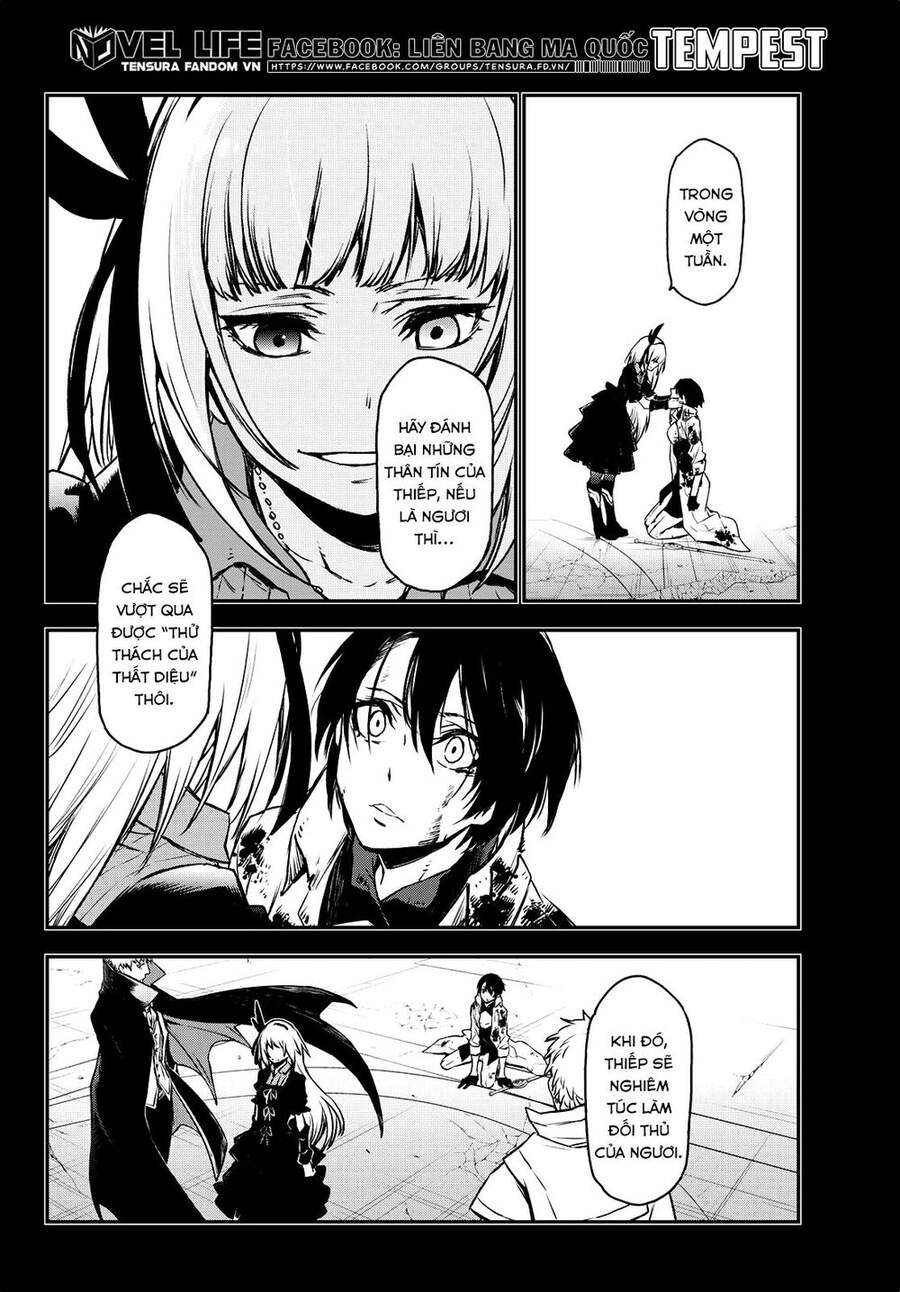 NOVEL LIFE
TENSURA FANDOM VN
FACEBOOK: LIÊN BANG MA QUỐC
HTTPS://WWW.FACEBOOK.COM/GROUPS/TENSURA.FD.VN/
TEMPEST
TRONG
VÒNG
MỘT
TUẦN.
HÃY ĐÁNH
BẠI NHỮNG
THÂN TÍN CỦA
THIẾP, NẾU
LÀ NGƯƠI
THÌ...
CHẮC SẼ
VƯỢT QUA
ĐƯỢC "THỬ
THÁCH CỦA
THẤT DIỆU"
THÔI.
KHI ĐÓ,
THIẾP SẼ
NGHIÊM
TÚC LÀM
ĐỐI THỦ
CỦA NGƯƠI.